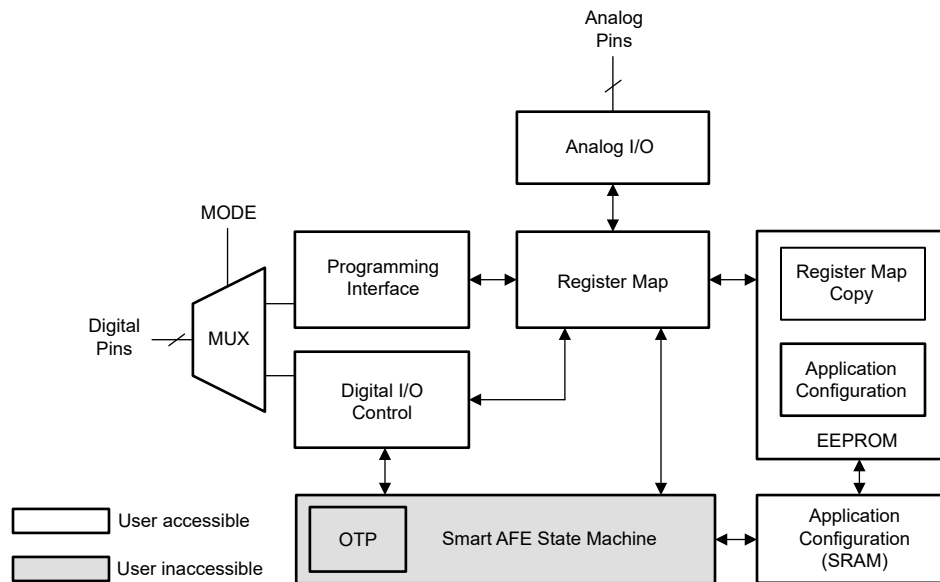 Analog
Pins
Analog I/O
MODE
Programming
Interface
Register Map
Register Map
Copy
Digital
Pins
MUX
Digital I/O
Control
Application
Configuration
EEPROM
User accessible
User inaccessible
OTP
Smart AFE State Machine
Application
Configuration
(SRAM)